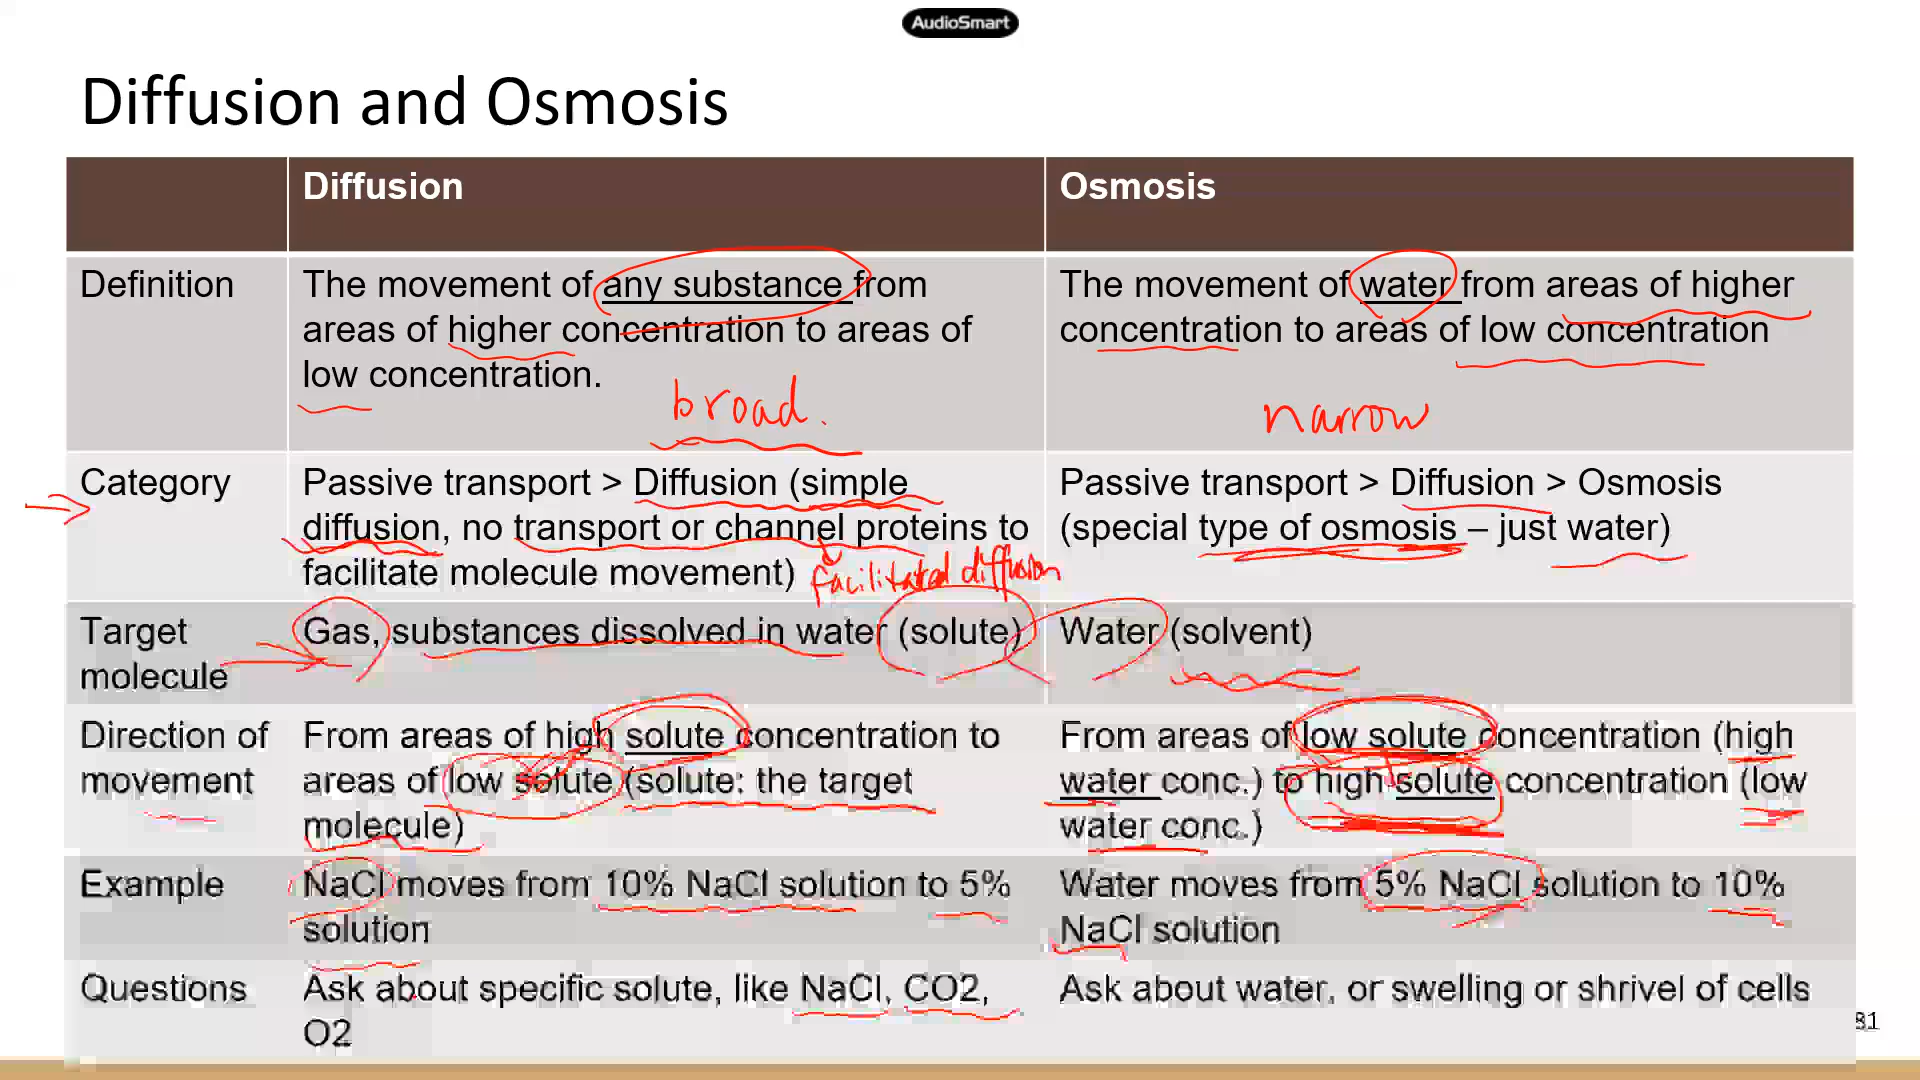 AudioSmart
Diffusion and Osmosis
Diffusion
Osmosis
Definition
The movement of any substance from
areas of higher concentration to areas of
low concentration.
broad.
The movement of water from areas of higher
concentration to areas of low concentration
narrow
Category
Passive transport > Diffusion (simple
diffusion, no transport or channel proteins to
facilitate molecule movement)
facilitated diffusion
Passive transport > Diffusion > Osmosis
(special type of osmosis – just water)
Target
molecule
Gas, substances dissolved in water (solute)
Water (solvent)
Direction of
movement
From areas of high solute concentration to
areas of low solute (solute: the target
molecule)
From areas of low solute concentration (high
water conc.) to high solute concentration (low
water conc.)
Example
NaCl moves from 10% NaCl solution to 5%
solution
Water moves from 5% NaCl solution to 10%
NaCl solution
Questions
Ask about specific solute, like NaCl, CO2,
O2
Ask about water, or swelling or shrivel of cells
81